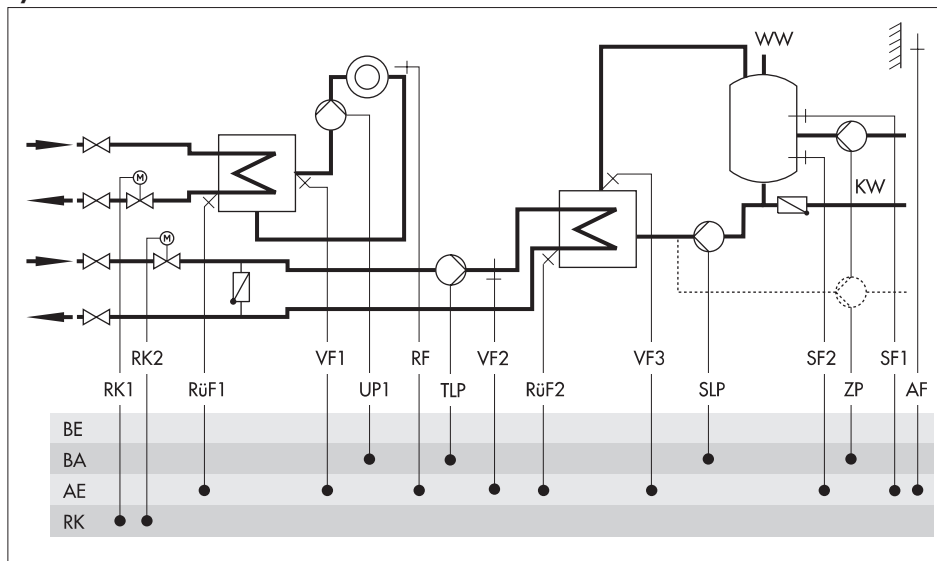 WW
M
KW
M
RK2 VF1 RF VF2 VF3 SF2 SF1
RK1 RüF1 UP1 TLP RüF2 SLP ZP AF
BE
BA
AE
RK